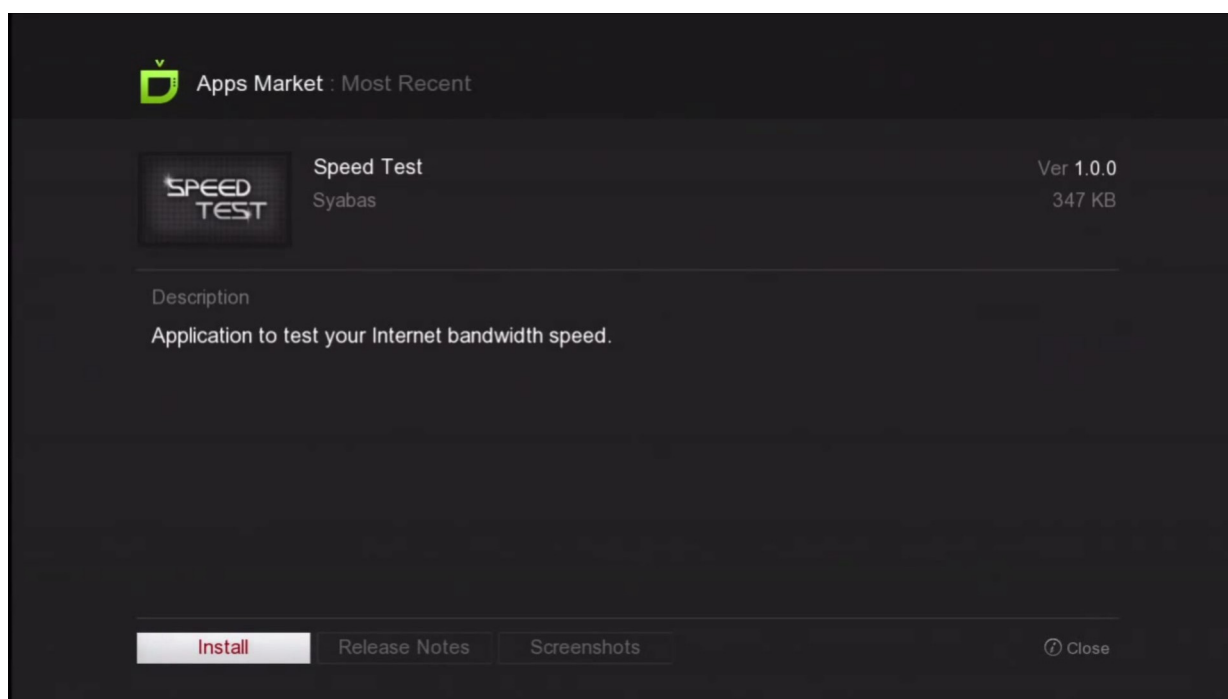 Apps Market : Most Recent
SPEED
TEST
Speed Test
Ver 1.0.0
Syabas
347 KB
Description
Application to test your Internet bandwidth speed.
Install
Release Notes
Screenshots
i Close